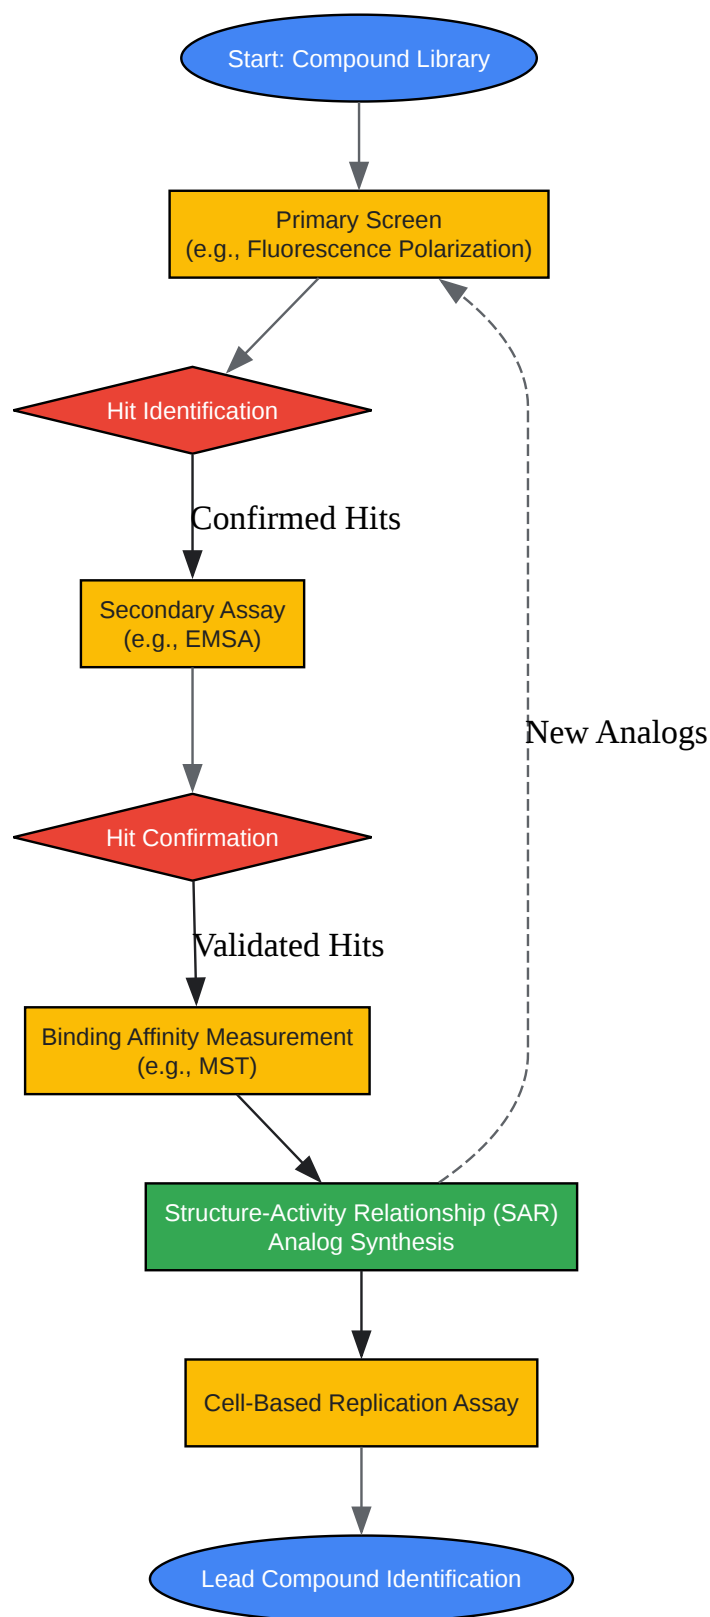 Start: Compound Library
Primary Screen
(e.g., Fluorescence Polarization)
Hit Identification
Confirmed Hits
Secondary Assay
(e.g., EMSA)
New Analogs
Hit Confirmation
Validated Hits
Binding Affinity Measurement
(e.g., MST)
Structure-Activity Relationship (SAR)
Analog Synthesis
Cell-Based Replication Assay
Lead Compound Identification